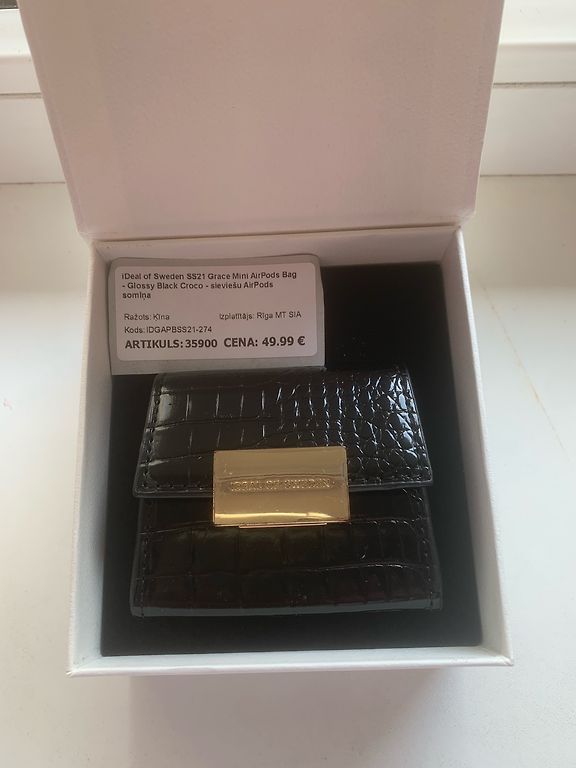 iDeal of Sweden SS21 Grace Mini AirPods Bag
- Glossy Black Croco - sieviešu AirPods
somiņa
Ražots: Ķīna Izplatītājs: Rīga MT SIA
Kods: IDGAPBSS21-274
ARTIKULS: 35900 CENA: 49.99 €
IDEAL OF SWEDEN